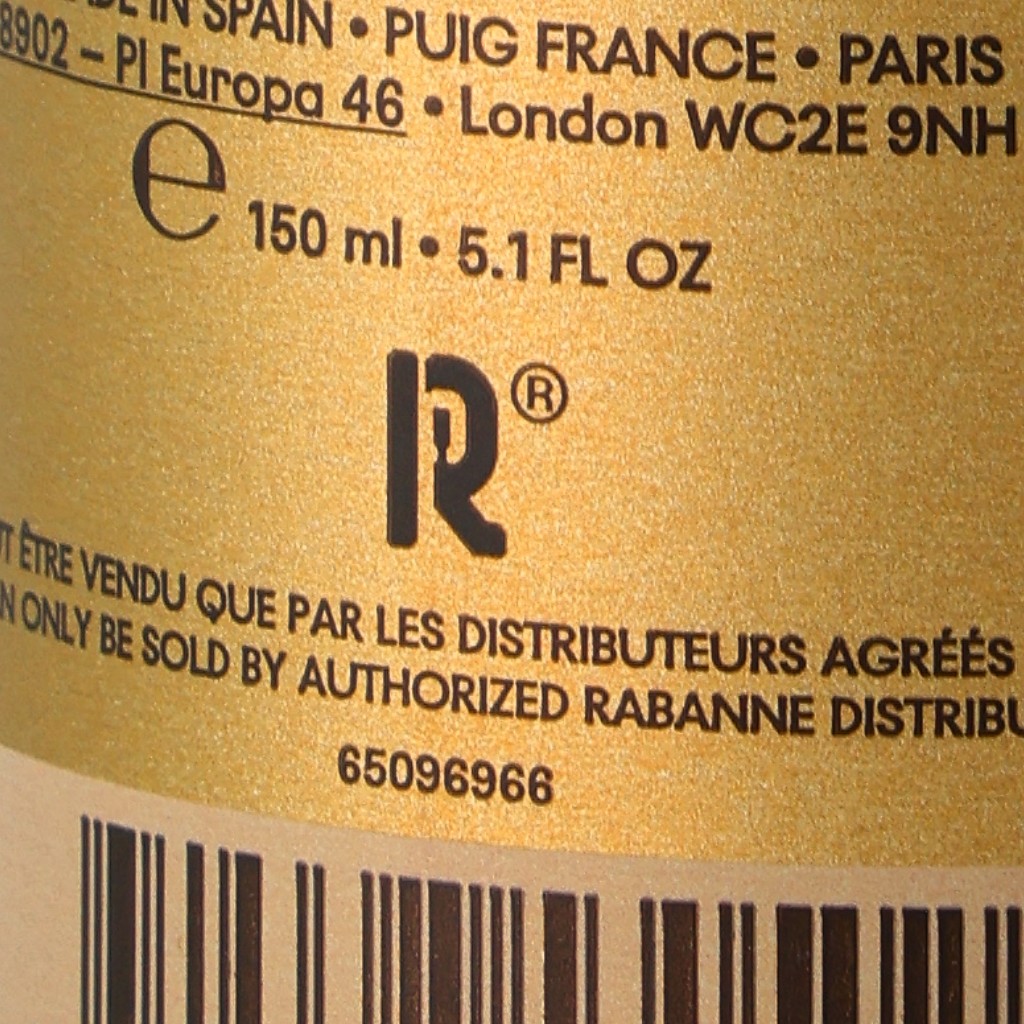 IN SPAIN • PUIG FRANCE • PARIS
8902 – Pl Europa 46 • London WC2E 9NH
℮ 150 ml • 5.1 FL OZ
R®
ÊTRE VENDU QUE PAR LES DISTRIBUTEURS AGRÉÉS
ONLY BE SOLD BY AUTHORIZED RABANNE
65096966